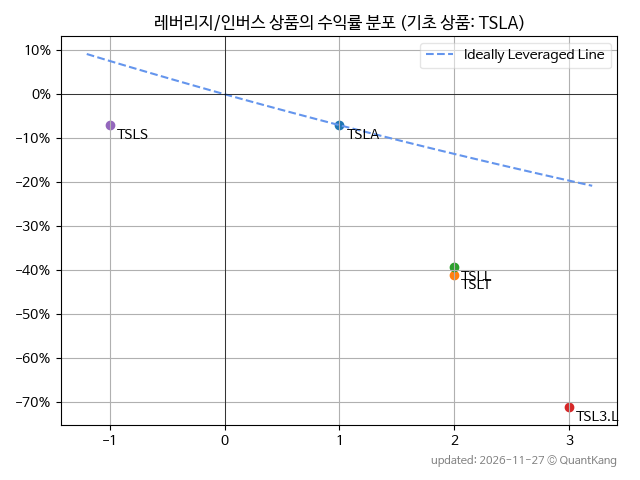 레버리지/인버스 상품의 수익률 분포 (기초 상품: TSLA)
Ideally Leveraged Line
10%
0%
TSLS
TSLA
−10%
−20%
−30%
−40%
TSLL
TSLT
−50%
−60%
−70%
TSL3.L
−1
0
1
2
3
updated: 2026-11-27 © QuantKang